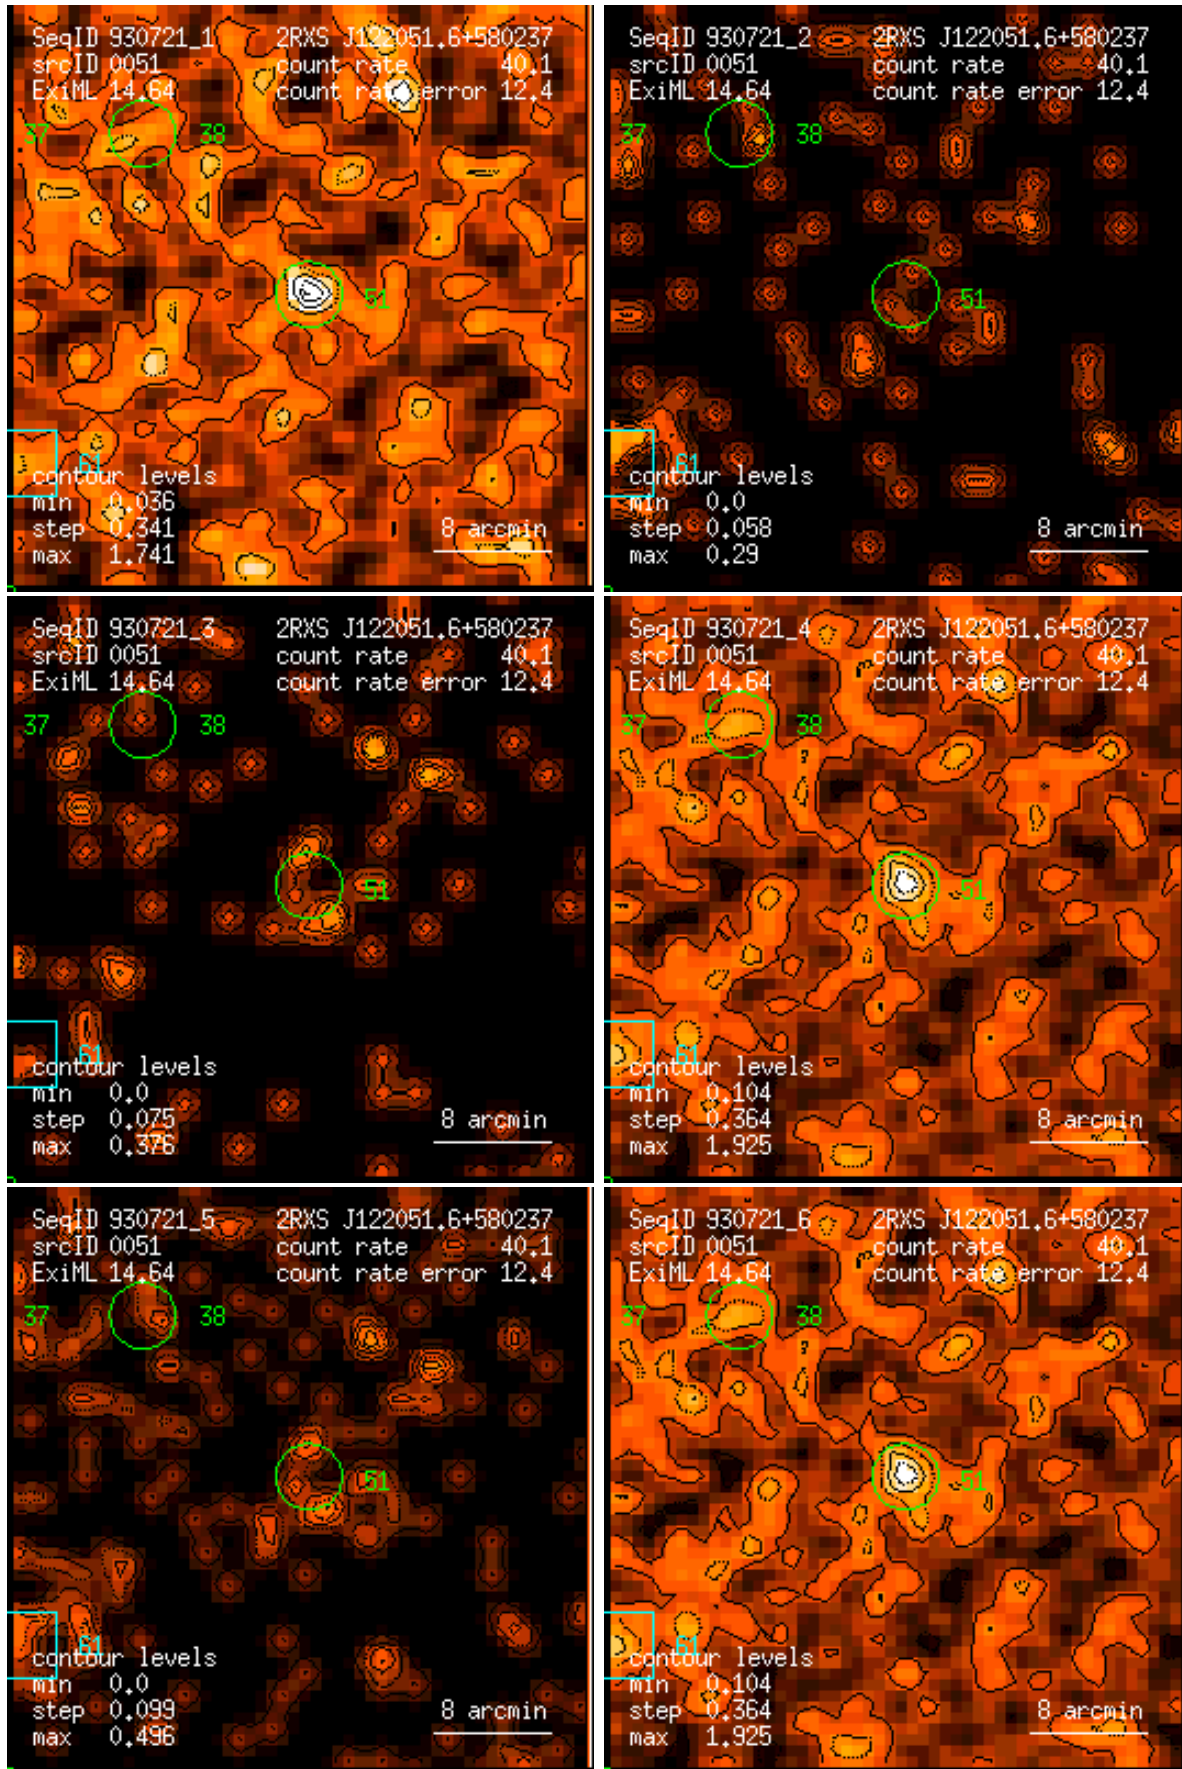 SeqID 930721_1 2RXS J122051.6+580237
srcID 0051 count rate 40.1
ExiML 14.64 count rate error 12.4
37 38
51
61
contour levels
min 0.036
step 0.341 8 arcmin
max 1.741
SeqID 930721_2 2RXS J122051.6+580237
srcID 0051 count rate 40.1
ExiML 14.64 count rate error 12.4
37 38
51
61
contour levels
min 0.0
step 0.058 8 arcmin
max 0.29
SeqID 930721_3 2RXS J122051.6+580237
srcID 0051 count rate 40.1
ExiML 14.64 count rate error 12.4
37 38
51
61
contour levels
min 0.0
step 0.075 8 arcmin
max 0.376
SeqID 930721_4 2RXS J122051.6+580237
srcID 0051 count rate 40.1
ExiML 14.64 count rate error 12.4
37 38
51
61
contour levels
min 0.104
step 0.364 8 arcmin
max 1.925
SeqID 930721_5 2RXS J122051.6+580237
srcID 0051 count rate 40.1
ExiML 14.64 count rate error 12.4
37 38
51
61
contour levels
min 0.0
step 0.099 8 arcmin
max 0.496
SeqID 930721_6 2RXS J122051.6+580237
srcID 0051 count rate 40.1
ExiML 14.64 count rate error 12.4
37 38
51
61
contour levels
min 0.104
step 0.364 8 arcmin
max 1.925